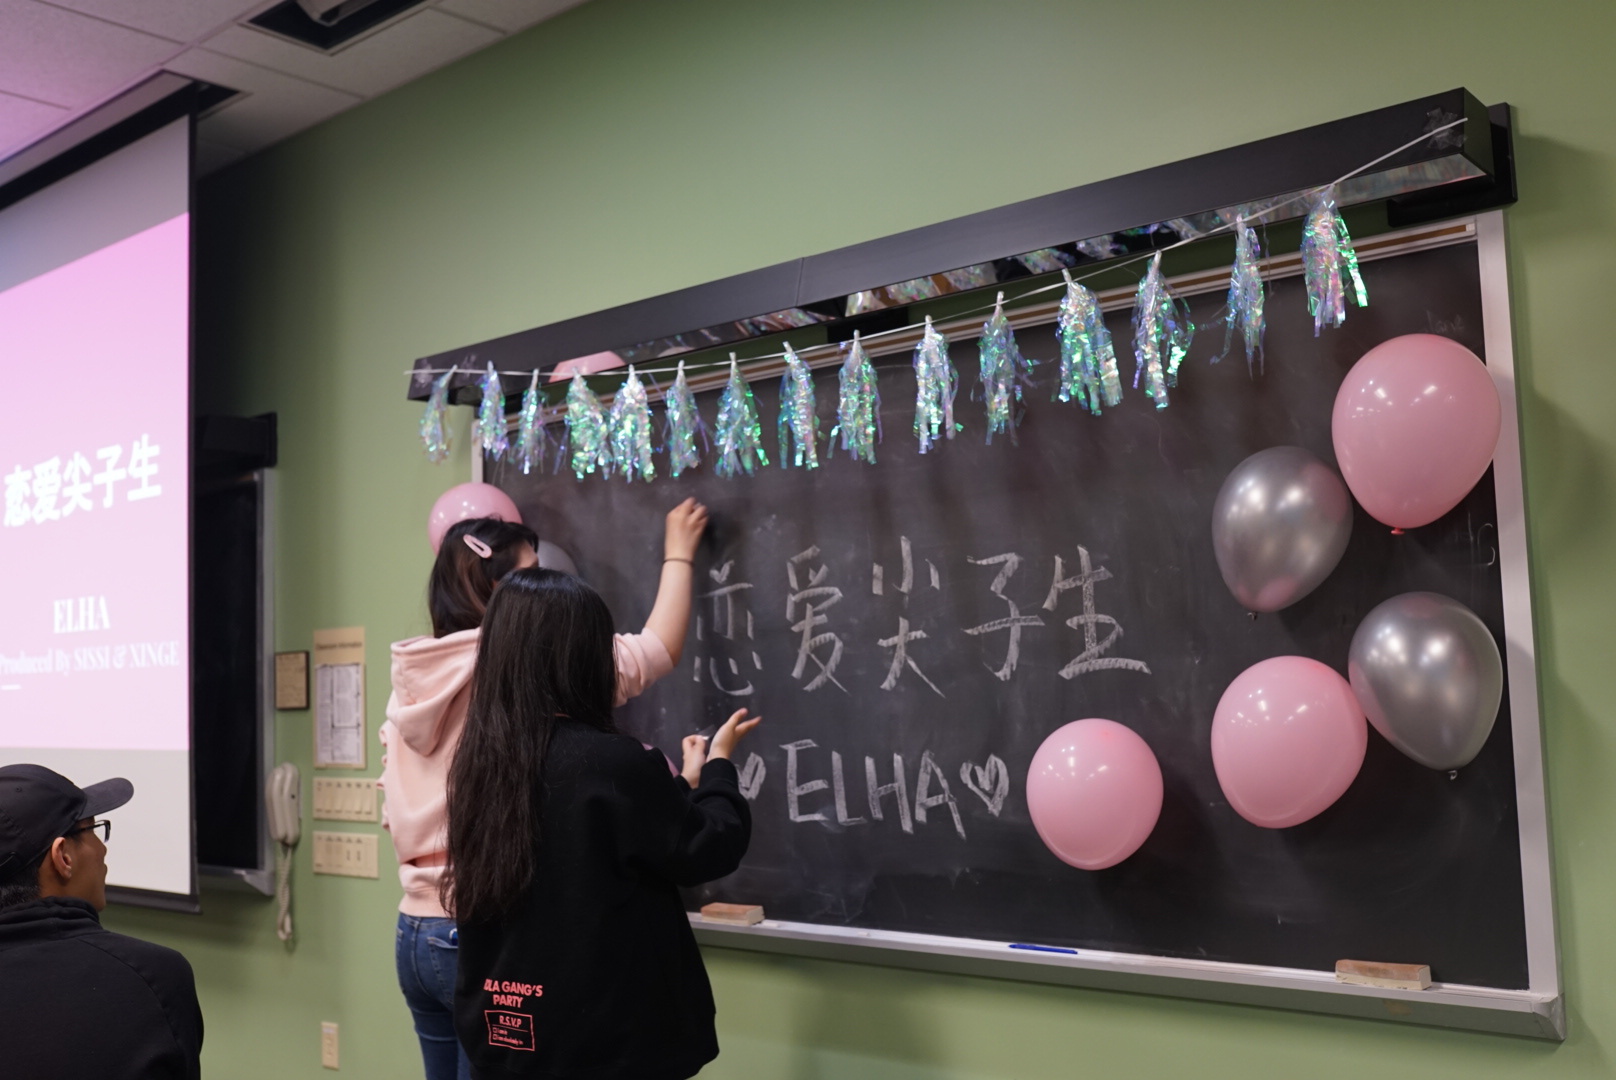 恋爱尖子生
ELHA
Produced By SISSI & XINGE
恋爱尖子生
ELHA
GANG'S
PARTY
R.S.V.P